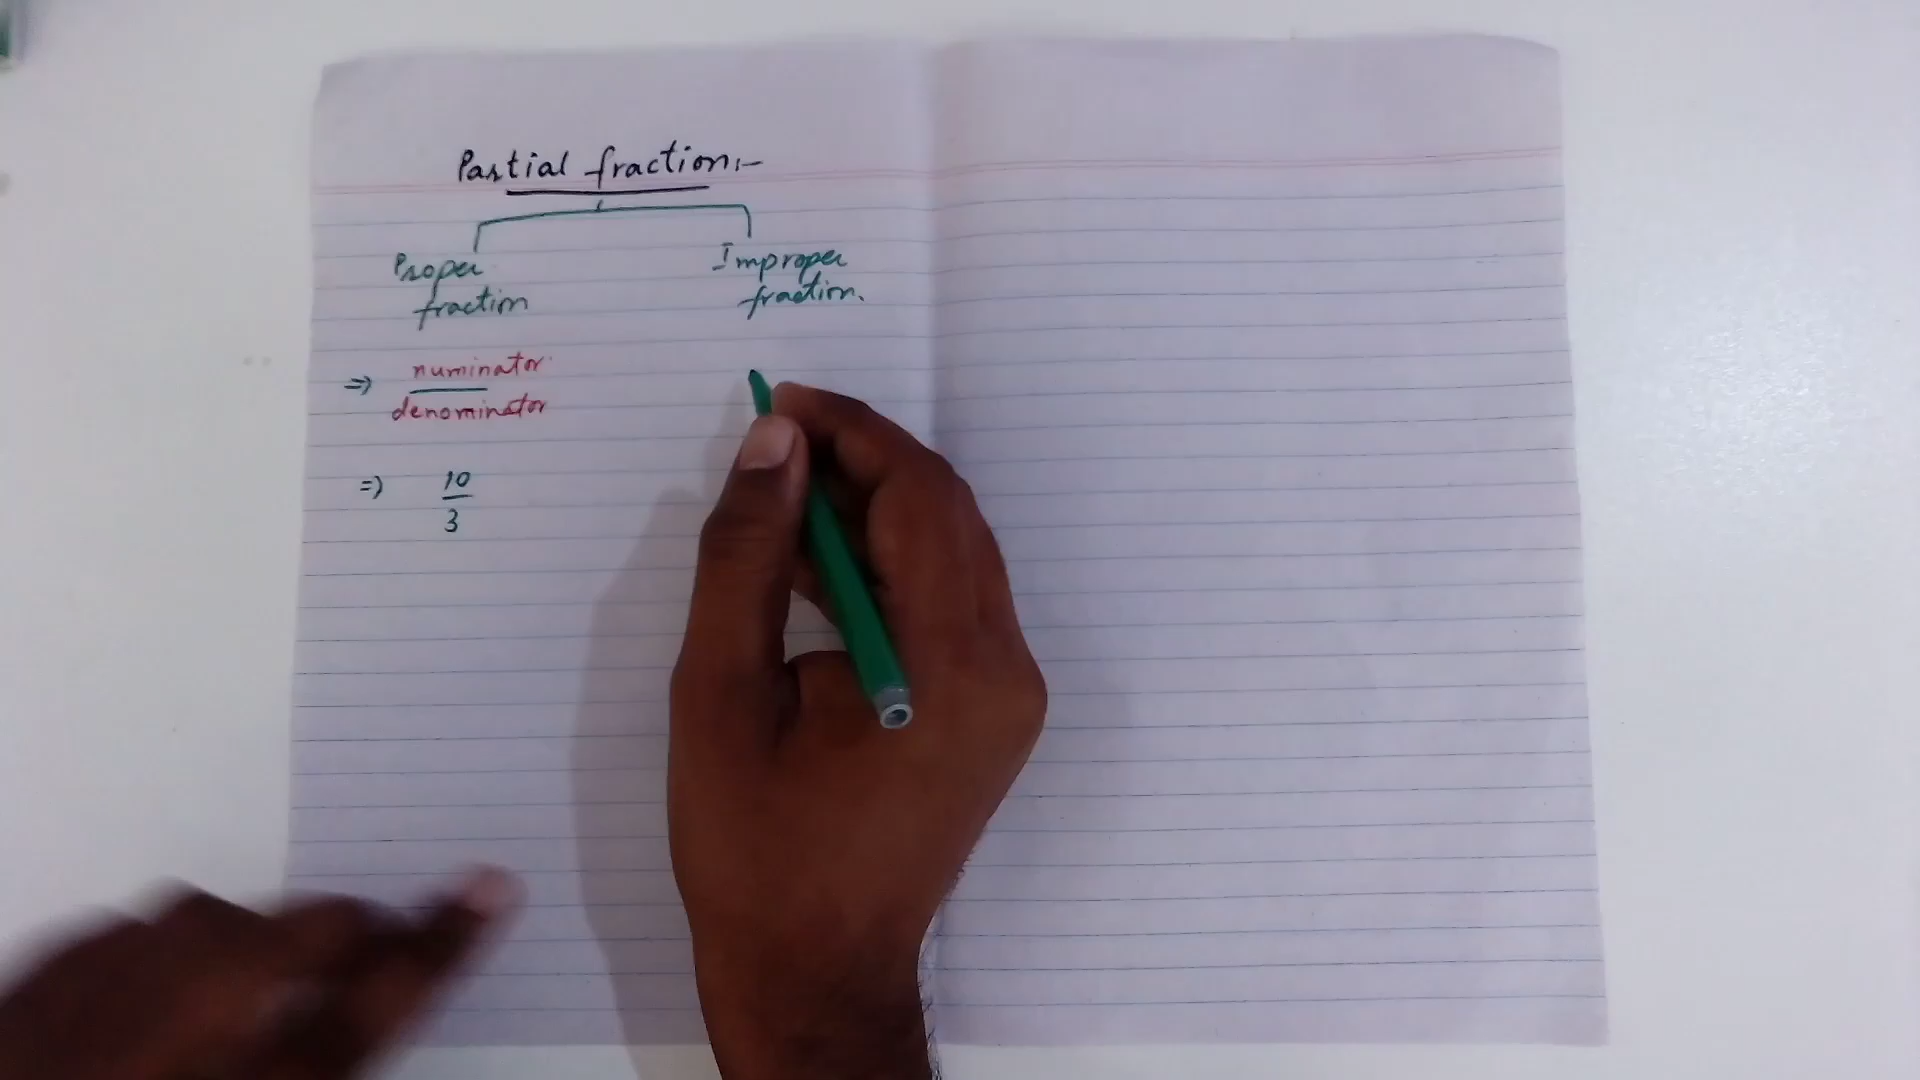 Partial fraction:-
Proper
fraction
Improper
fraction.
=> numinator
denominator
=> 10
3